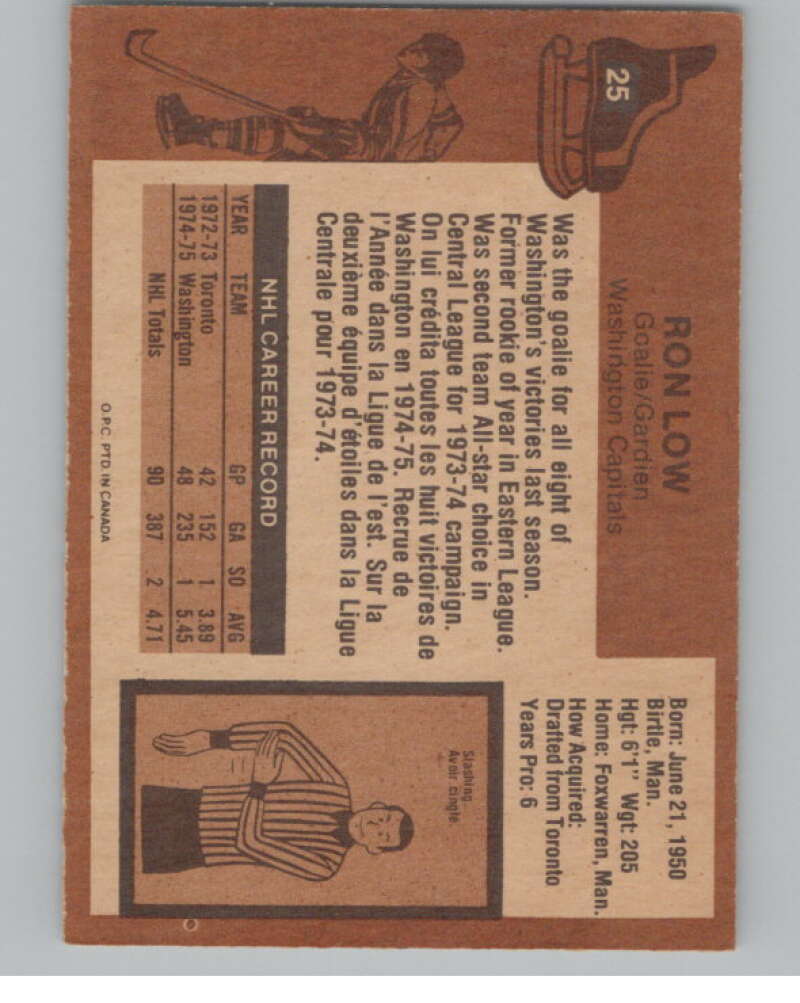 25
RON LOW
Goalie/Gardien
Washington Capitals
Born: June 21, 1950
Birtle, Man.
Hgt: 6'1" Wgt: 205
Home: Foxwarren, Man.
How Acquired:
Drafted from Toronto
Years Pro: 6
Was the goalie for all eight of
Washington's victories last season.
Former rookie of year in Eastern League.
Was second team All-star choice in
Central League for 1973-74 campaign.
On lui crédita toutes les huit victoires de
Washington en 1974-75. Recrue de
l'Année dans la Ligue de l'est. Sur la
deuxième équipe d'étoiles dans la Ligue
Centrale pour 1973-74.
NHL CAREER RECORD
YEAR TEAM GP GA SO AVG
1972-73 Toronto 42 152 1 3.89
1974-75 Washington 48 235 1 5.45
NHL Totals 90 387 2 4.71
O.P.C. PTD. IN CANADA
Slashing
Avoir cinglé